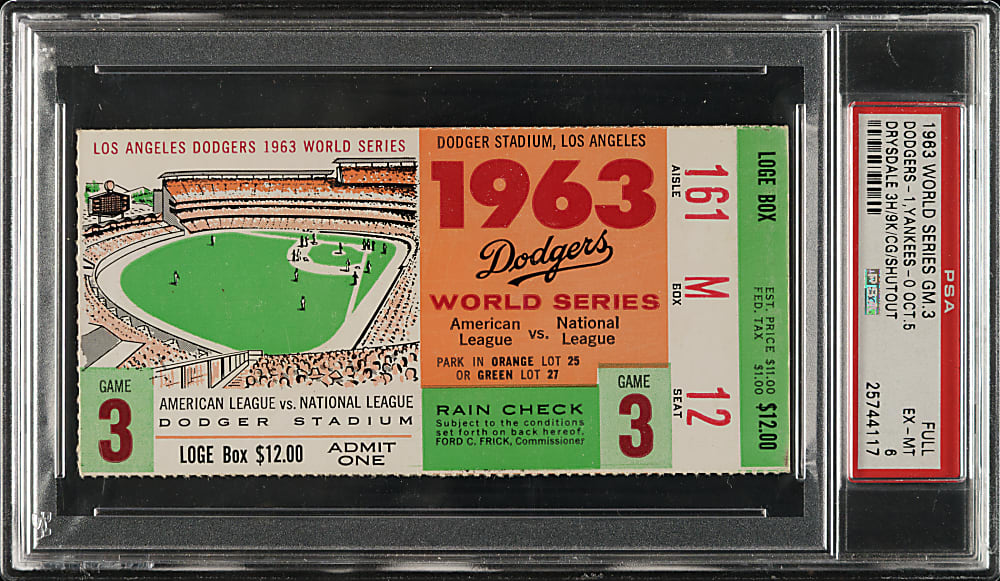 LOS ANGELES DODGERS 1963 WORLD SERIES
GAME
3
AMERICAN LEAGUE vs. NATIONAL LEAGUE
DODGER STADIUM
LOGE Box $12.00
ADMIT
ONE
DODGER STADIUM, LOS ANGELES
1963
Dodgers
WORLD SERIES
American
League
vs.
National
League
PARK IN ORANGE LOT 25
OR GREEN LOT 27
RAIN CHECK
Subject to the conditions
set forth on back hereof.
FORD C. FRICK, Commissioner
GAME
3
161
AISLE
M
BOX
12
SEAT
LOGE BOX
EST. PRICE $11.00
FED. TAX $1.00
$12.00
PSA
1963 WORLD SERIES GM. 3
DODGERS - 1, YANKEES - 0 OCT. 5
DRYSDALE 3H/9K/CG/SHUTOUT
FULL
EX - MT
6
25744117